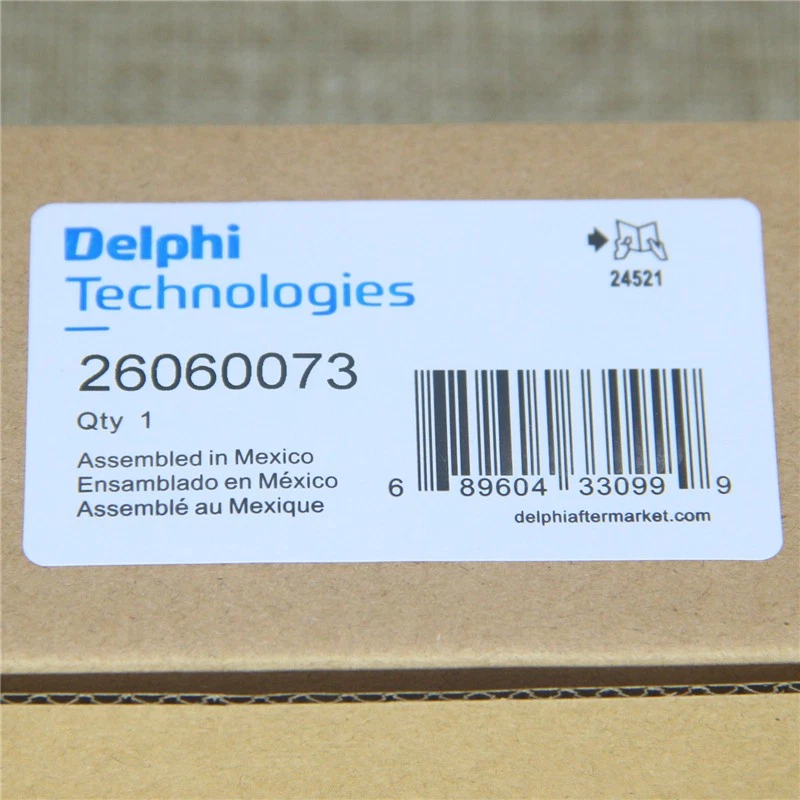 Delphi
Technologies
24521
26060073
Qty 1
Assembled in Mexico
Ensamblado en México
Assemblé au Mexique
6 89604 33099 9
delphiaftermarket.com